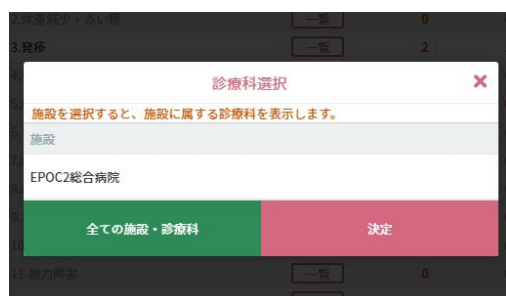 2.体重減少・るい痩
一覧
0
3.発疹
一覧
2
診療科選択
×
施設を選択すると、施設に属する診療科を表示します。
施設
EPOC2総合病院
全ての施設・診療科
決定
11.視力障害
一覧
0